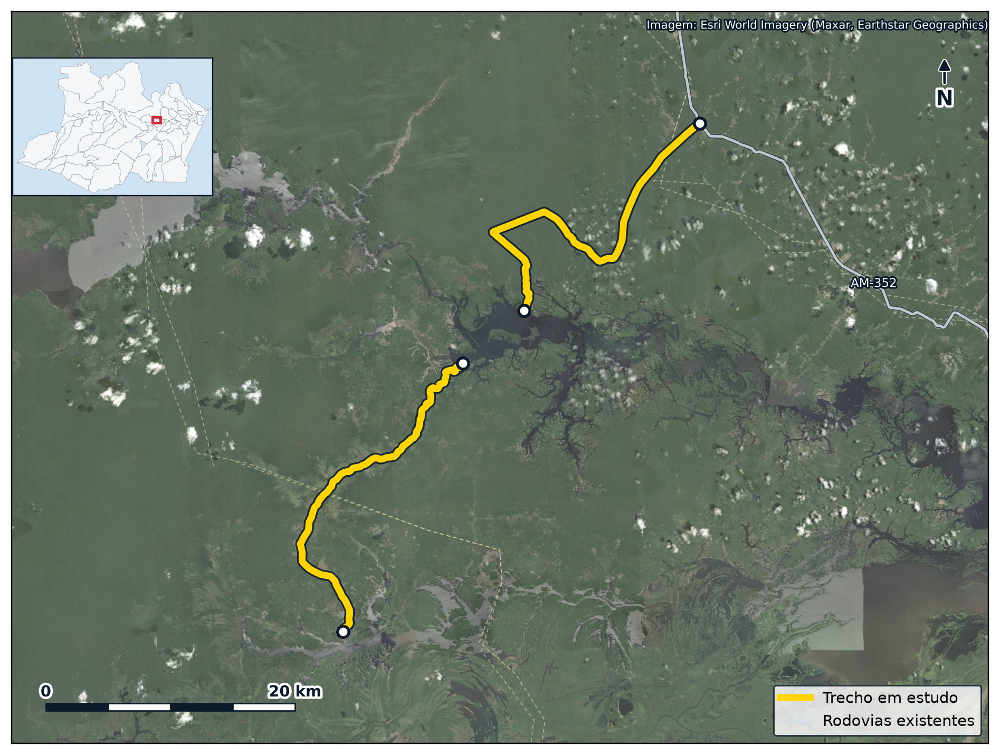 Imagem: Esri World Imagery (Maxar, Earthstar Geographics)
N
AM-352
0 20 km
Trecho em estudo
Rodovias existentes